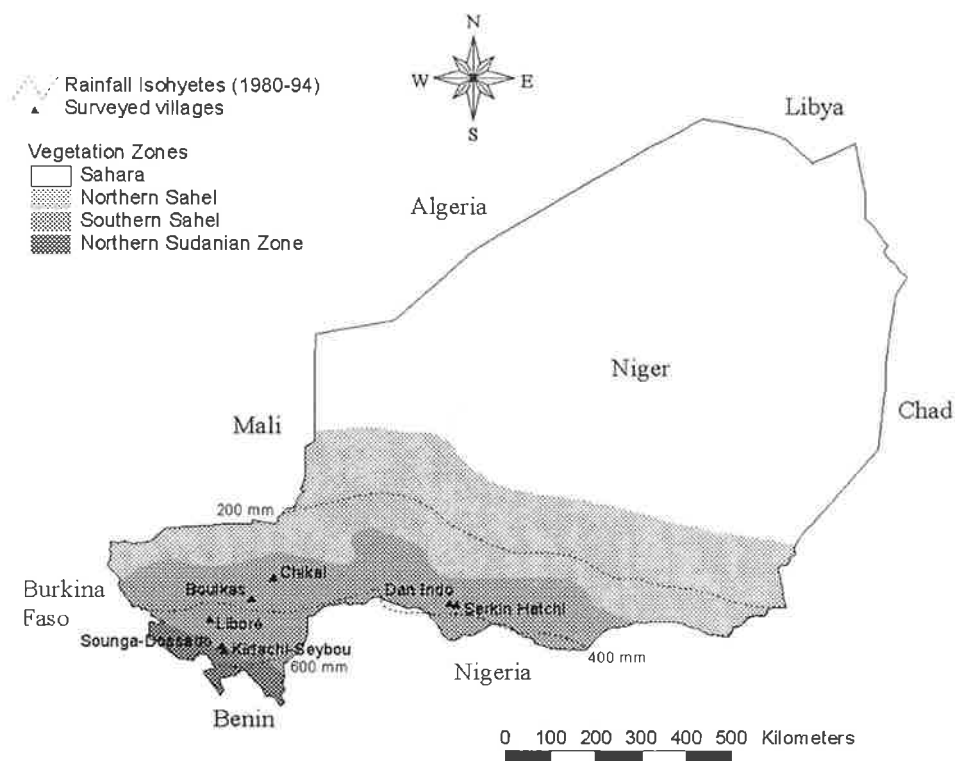 N
W E
S
Rainfall Isohyetes (1980-94)
Surveyed villages
Vegetation Zones
Sahara
Northern Sahel
Southern Sahel
Northern Sudanian Zone
Libya
Algeria
Niger
Chad
Mali
200 mm
Chikal
Boulkas
Dan Indo
Serkin Hatchi
Burkina
Faso
Liboré
Sounga-Dossado
Kirtachi-Seybou
600 mm
400 mm
Nigeria
Benin
0 100 200 300 400 500 Kilometers